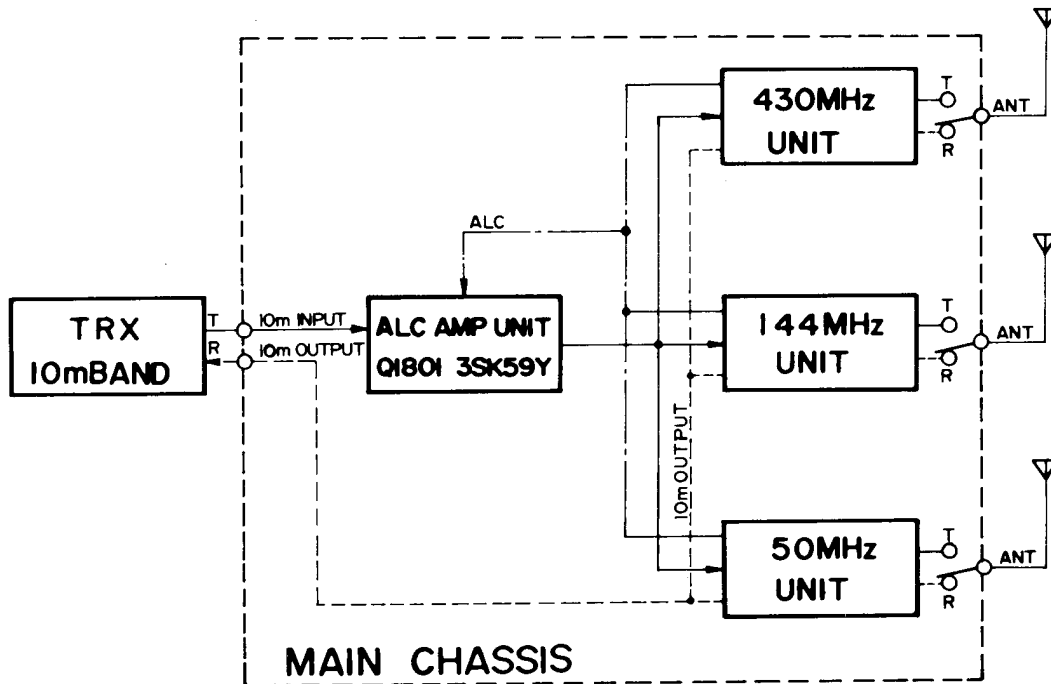 430MHz
UNIT
T
R
ANT
ALC
TRX
10mBAND
T
R
10m INPUT
10m OUTPUT
ALC AMP UNIT
Q1801 3SK59Y
144MHz
UNIT
T
R
ANT
10m OUTPUT
50MHz
UNIT
T
R
ANT
MAIN CHASSIS